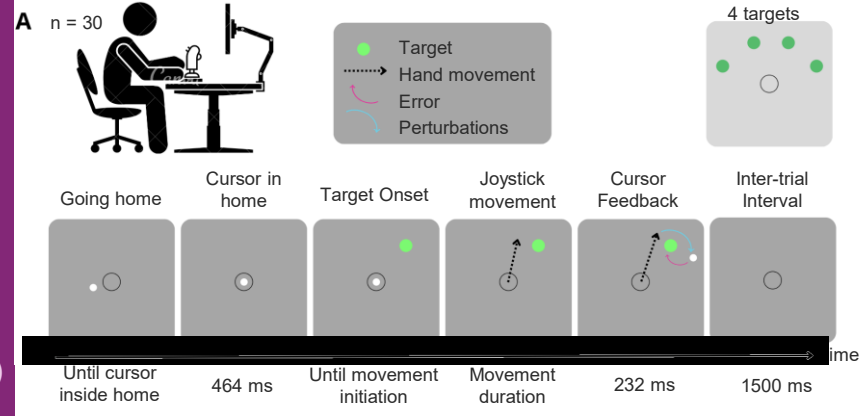 A
n = 30
4 targets
Target
Hand movement
Error
Perturbations
Going home
Cursor in
home
Target Onset
Joystick
movement
Cursor
Feedback
Inter-trial
Interval
ime
Until cursor
inside home
464 ms
Until movement
initiation
Movement
duration
232 ms
1500 ms